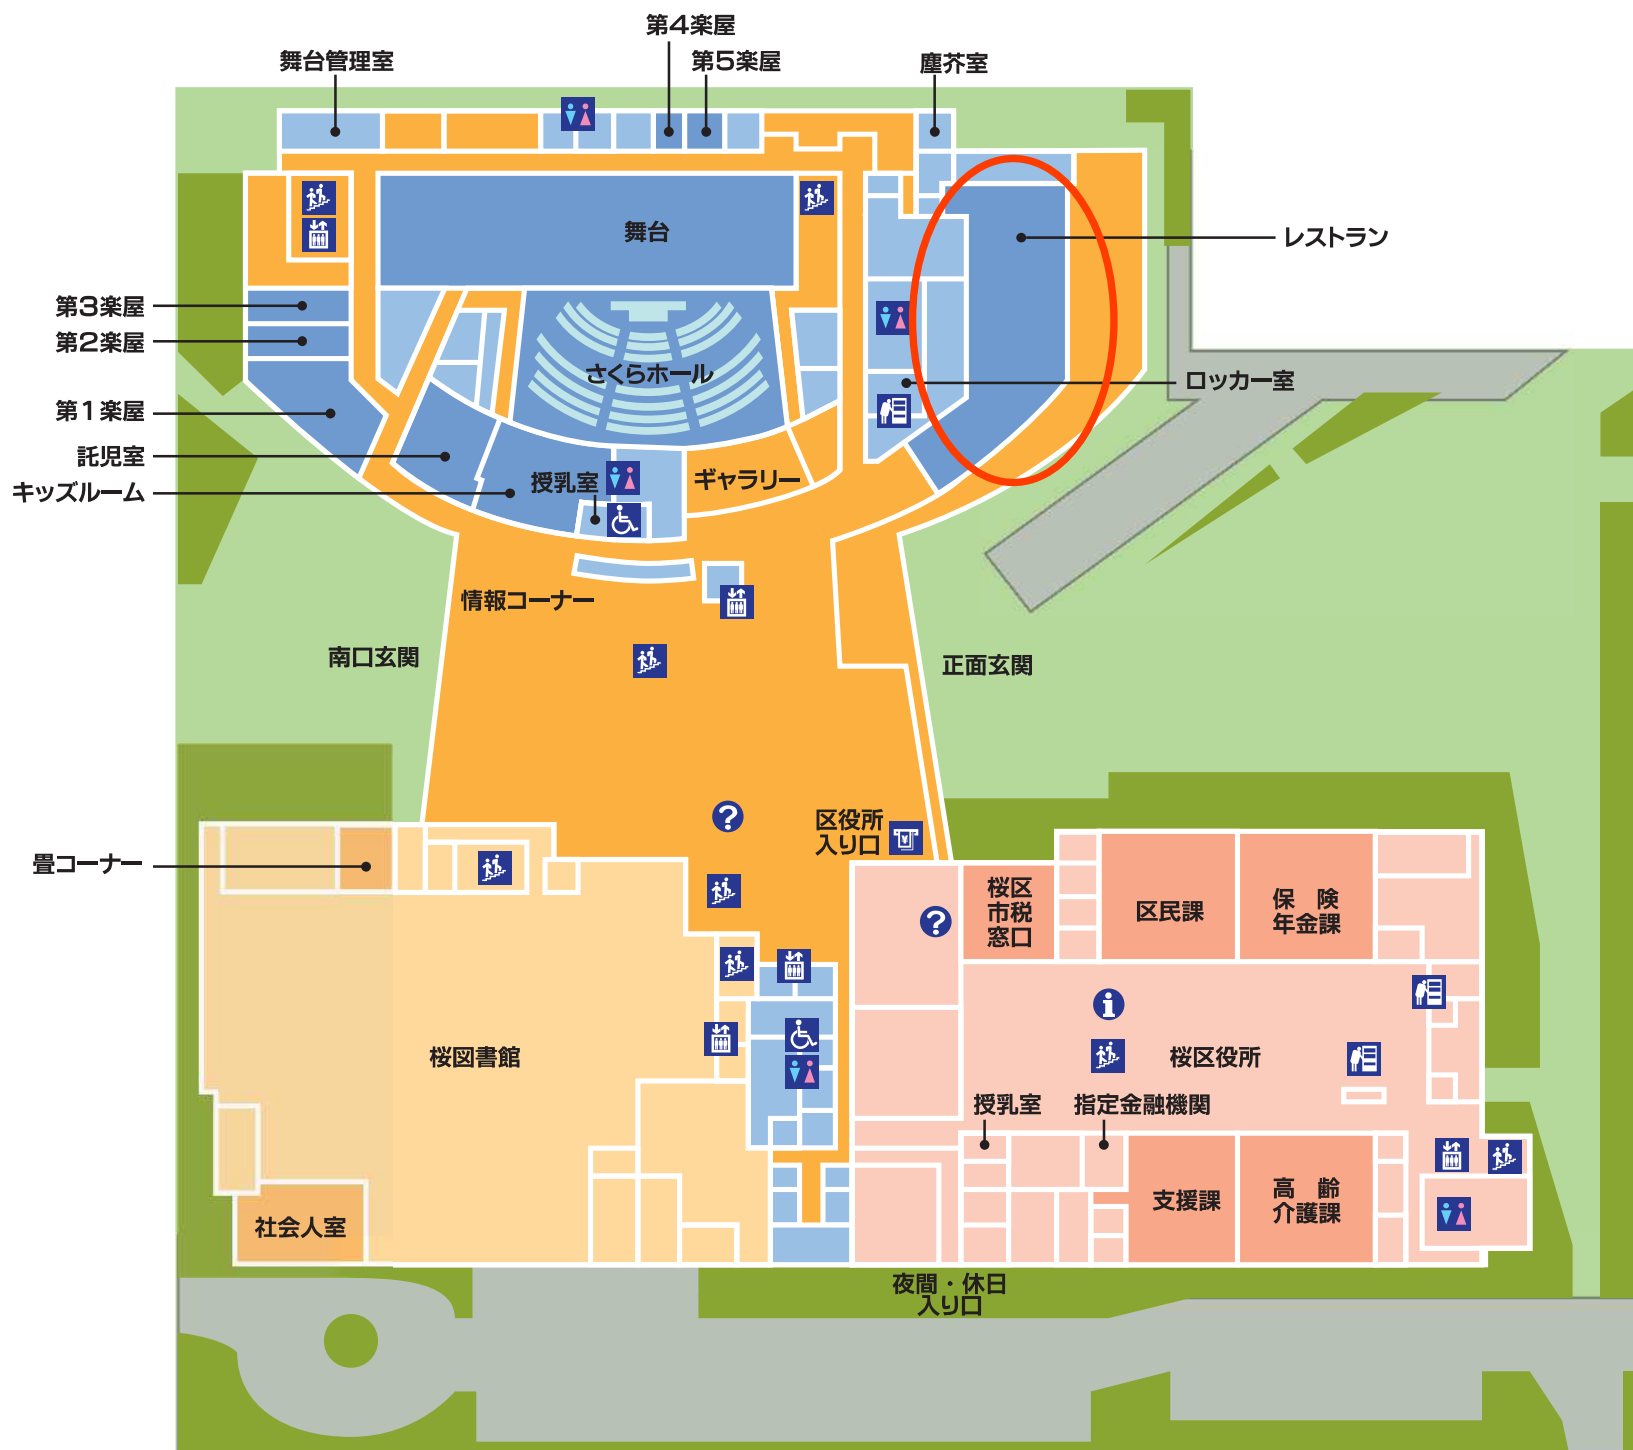 第4楽屋
舞台管理室
第5楽屋
塵芥室
舞台
レストラン
第3楽屋
第2楽屋
さくらホール
ロッカー室
第1楽屋
託児室
キッズルーム
授乳室
ギャラリー
情報コーナー
南口玄関
正面玄関
?
区役所
入り口
¥
畳コーナー
桜区
市税
窓口
区民課
保 険
年金課
?
i
桜図書館
桜区役所
授乳室
指定金融機関
支援課
高 齢
介護課
社会人室
夜間・休日
入り口